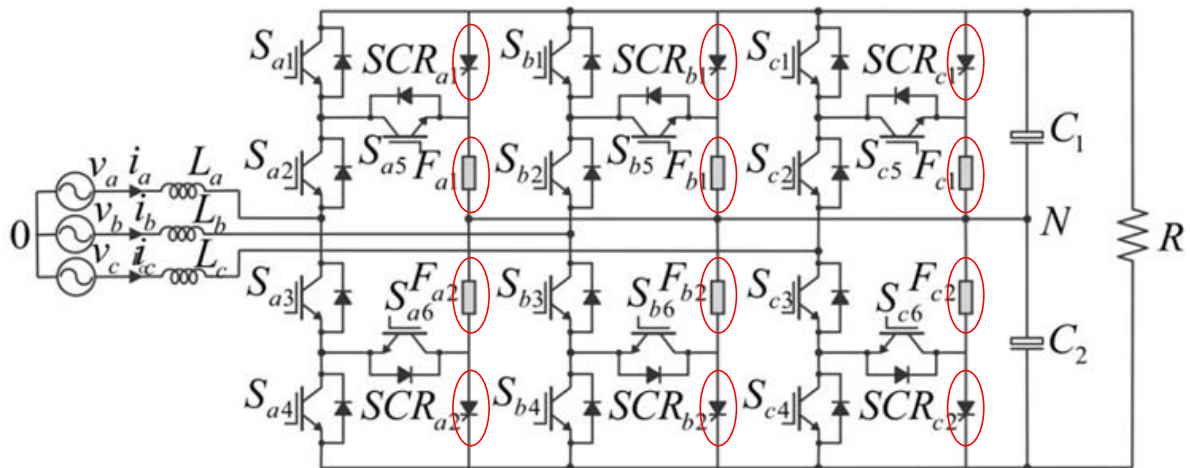 S_a1 SCR_a1 S_b1 SCR_b1 S_c1 SCR_c1
S_a2 S_a5 F_a1 S_b2 S_b5 F_b1 S_c2 S_c5 F_c1 C_1
v_a i_a L_a
0 v_b i_b L_b N R
v_c i_c L_c
S_a3 S_a6 F_a2 S_b3 S_b6 F_b2 S_c3 S_c6 F_c2 C_2
S_a4 SCR_a2 S_b4 SCR_b2 S_c4 SCR_c2